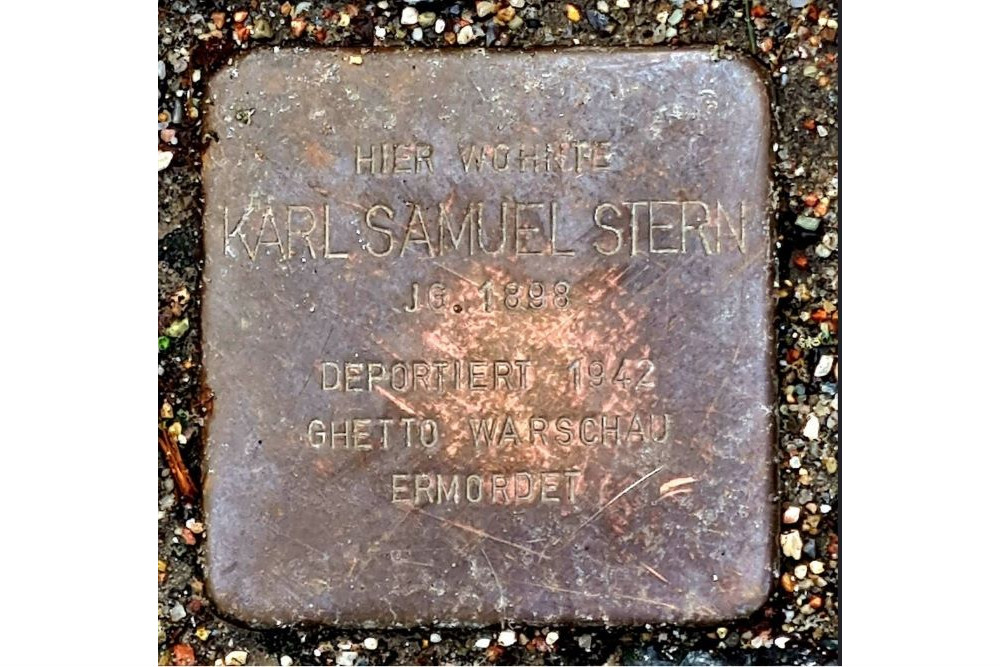 HIER WOHNTE
KARL SAMUEL STERN
JG. 1898
DEPORTIERT 1942
GHETTO WARSCHAU
ERMORDET